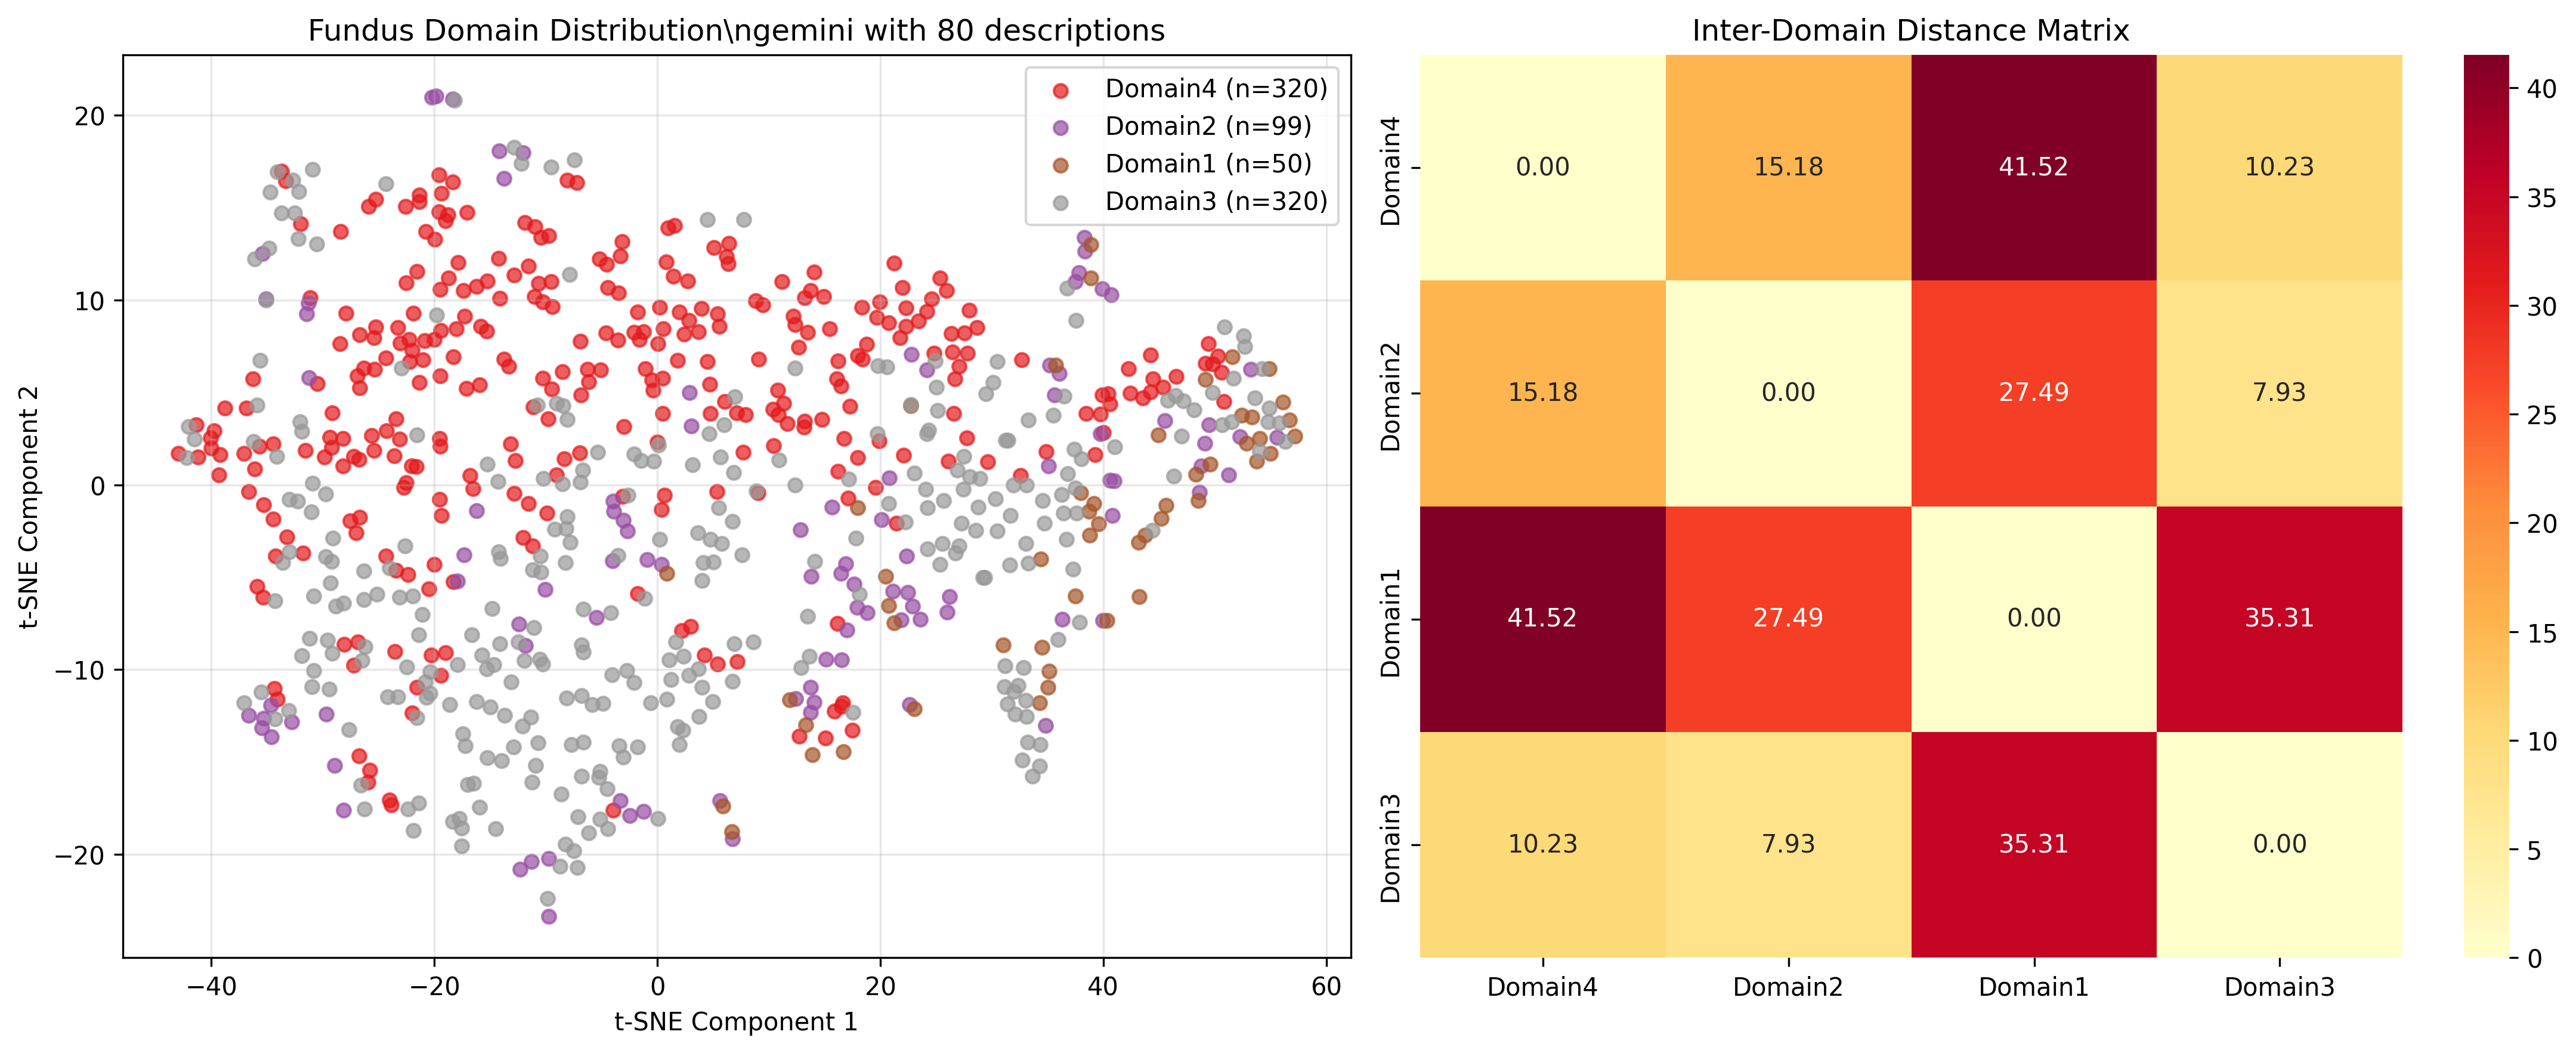 Fundus Domain Distribution\ngemini with 80 descriptions
Domain4 (n=320)
Domain2 (n=99)
Domain1 (n=50)
Domain3 (n=320)
20
10
0
−10
−20
t-SNE Component 2
−40
−20
0
20
40
60
t-SNE Component 1
Inter-Domain Distance Matrix
Domain4
0.00
15.18
41.52
10.23
Domain2
15.18
0.00
27.49
7.93
Domain1
41.52
27.49
0.00
35.31
Domain3
10.23
7.93
35.31
0.00
Domain4
Domain2
Domain1
Domain3
40
35
30
25
20
15
10
5
0